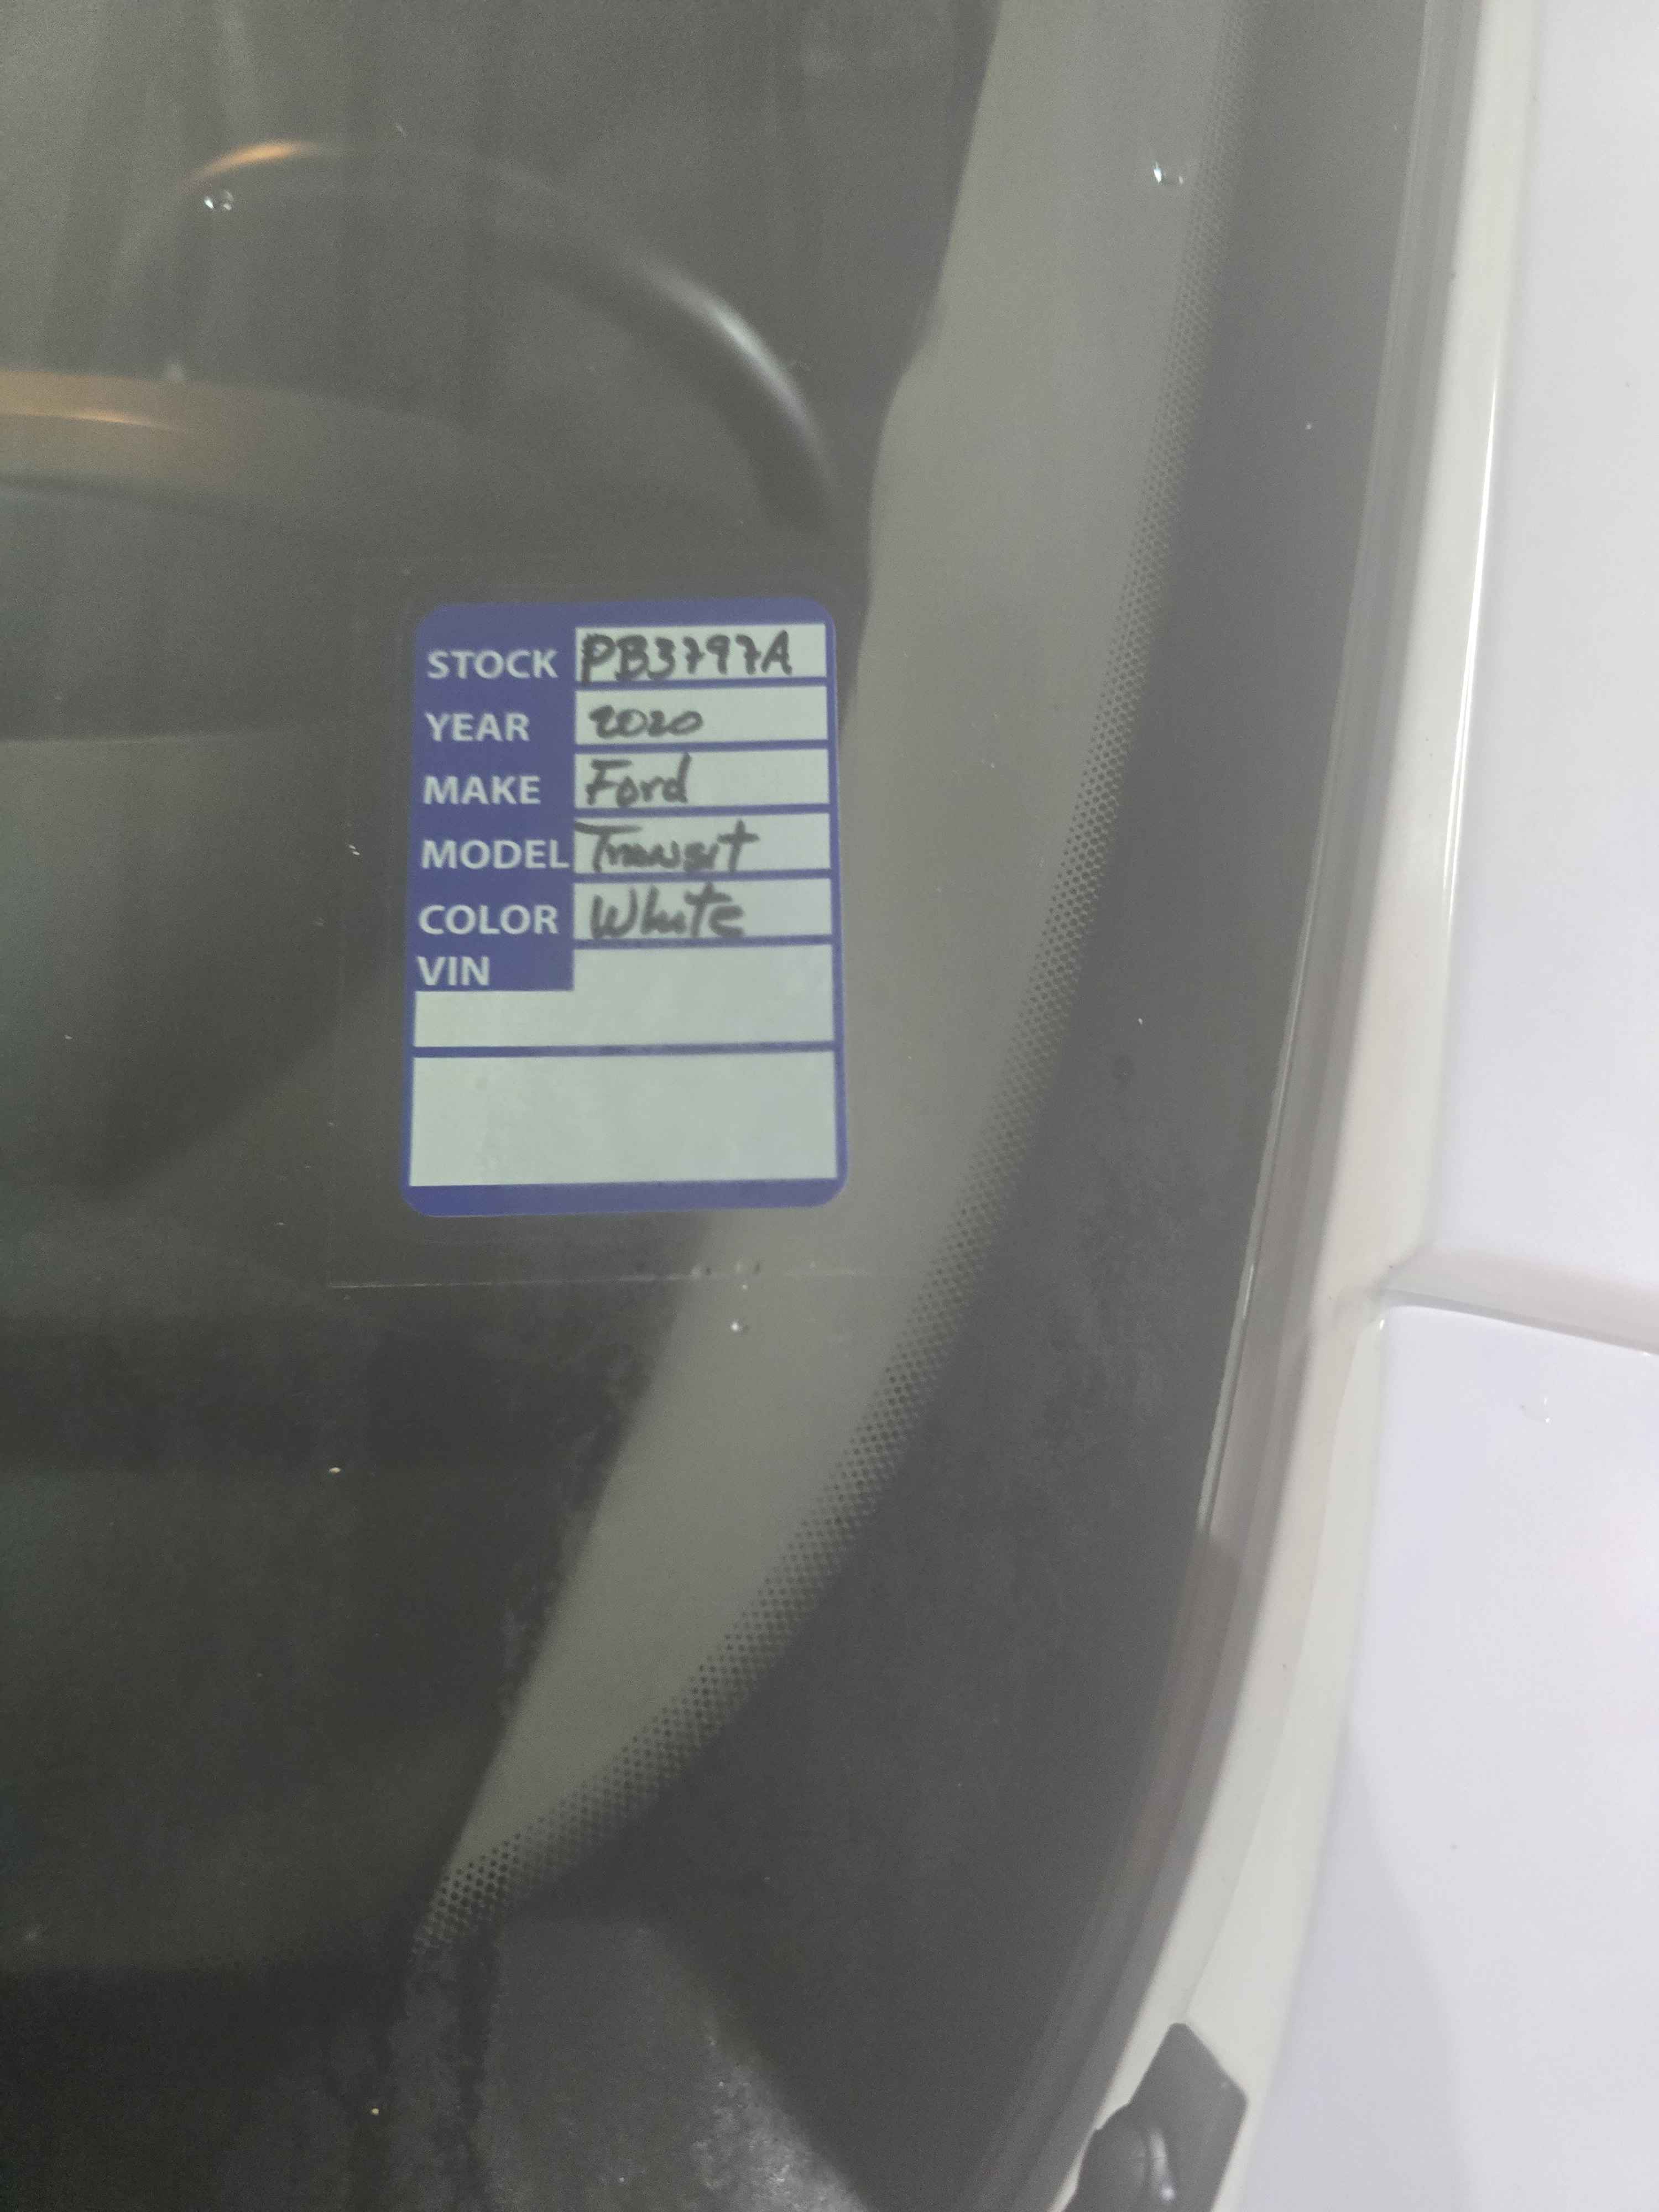 STOCK PB3797A
YEAR 2020
MAKE Ford
MODEL Transit
COLOR White
VIN